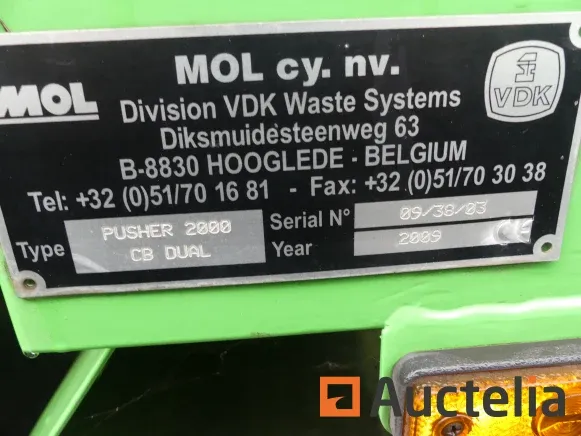 MOL
MOL cy. nv.
VDK
Division VDK Waste Systems
Diksmuidesteenweg 63
B-8830 HOOGLEDE - BELGIUM
Tel: +32 (0)51/70 16 81 - Fax: +32 (0)51/70 30 38
Type PUSHER 2000
CB DUAL
Serial N° 09/38/03
Year 2009 CE
Auctelia